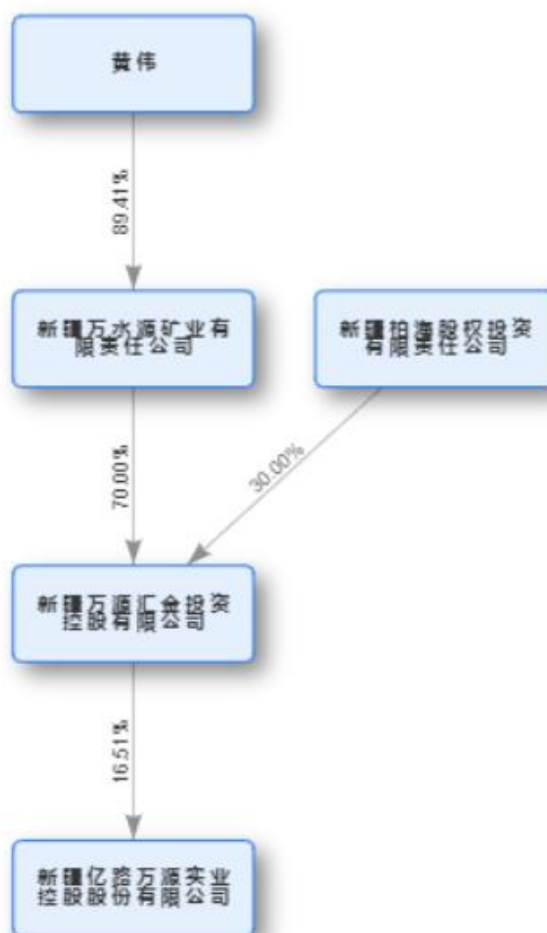 黄伟
89.41%
新疆万水源矿业有
限责任公司
新疆柏海股权投资
有限责任公司
70.00%
30.00%
新疆万源汇金投资
控股有限公司
16.51%
新疆亿路万源实业
控股股份有限公司